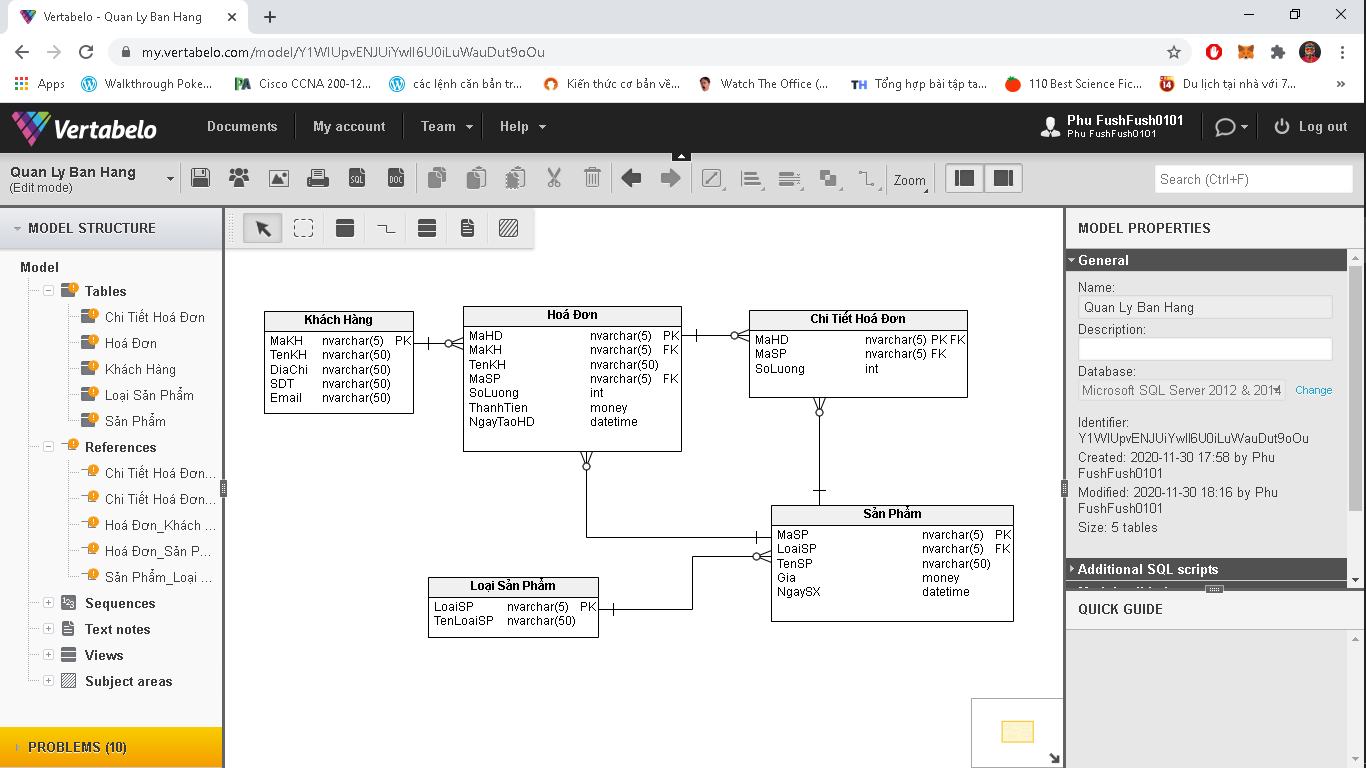 Vertabelo - Quan Ly Ban Hang
my.vertabelo.com/model/Y1WlUpvENJUiYwlI6U0iLuWauDut9oOu
Apps
Walkthrough Poke...
Cisco CCNA 200-12...
các lệnh căn bản tr...
Kiến thức cơ bản về...
Watch The Office (...
TH Tổng hợp bài tập ta...
110 Best Science Fic...
Du lịch tại nhà với 7...
Vertabelo
Documents
My account
Team
Help
Phu FushFush0101
Phu FushFush0101
Log out
Quan Ly Ban Hang
(Edit mode)
SQL
DOC
Zoom
Search (Ctrl+F)
MODEL STRUCTURE
Model
Tables
Chi Tiết Hoá Đơn
Hoá Đơn
Khách Hàng
Loại Sản Phẩm
Sản Phẩm
References
Chi Tiết Hoá Đơn...
Chi Tiết Hoá Đơn...
Hoá Đơn_Khách ...
Hoá Đơn_Sản P...
Sản Phẩm_Loại ...
Sequences
Text notes
Views
Subject areas
PROBLEMS (10)
Khách Hàng
MaKH nvarchar(5) PK
TenKH nvarchar(50)
DiaChi nvarchar(50)
SDT nvarchar(50)
Email nvarchar(50)
Hoá Đơn
MaHD nvarchar(5) PK
MaKH nvarchar(5) FK
TenKH nvarchar(50)
MaSP nvarchar(5) FK
SoLuong int
ThanhTien money
NgayTaoHD datetime
Chi Tiết Hoá Đơn
MaHD nvarchar(5) PK FK
MaSP nvarchar(5) FK
SoLuong int
Sản Phẩm
MaSP nvarchar(5) PK
LoaiSP nvarchar(5) FK
TenSP nvarchar(50)
Gia money
NgaySX datetime
Loại Sản Phẩm
LoaiSP nvarchar(5) PK
TenLoaiSP nvarchar(50)
MODEL PROPERTIES
General
Name:
Quan Ly Ban Hang
Description:
Database:
Microsoft SQL Server 2012 & 2014
Change
Identifier:
Y1WlUpvENJUiYwlI6U0iLuWauDut9oOu
Created: 2020-11-30 17:58 by Phu
FushFush0101
Modified: 2020-11-30 18:16 by Phu
FushFush0101
Size: 5 tables
Additional SQL scripts
QUICK GUIDE